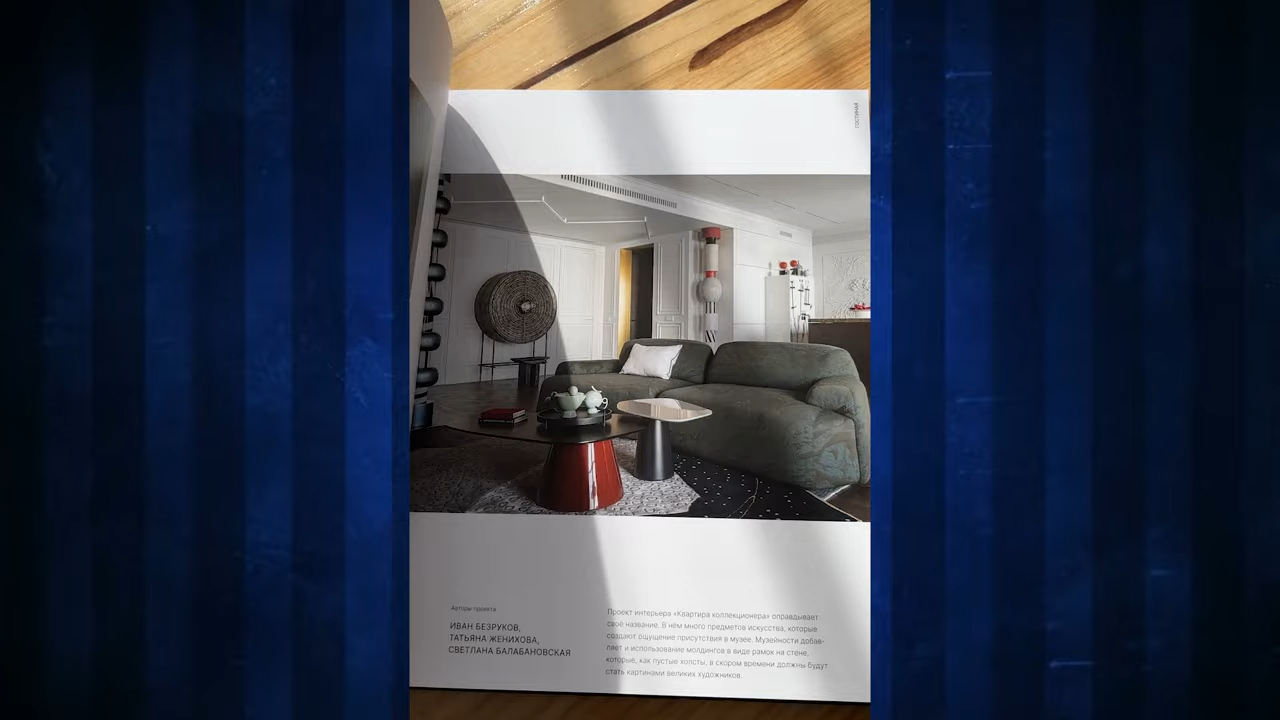 ГОСТИНАЯ
Авторы проекта
ИВАН БЕЗРУКОВ,
ТАТЬЯНА ЖЕНИХОВА,
СВЕТЛАНА БАЛАБАНОВСКАЯ
Проект интерьера «Квартира коллекционера» оправдывает
своё название. В нём много предметов искусства, которые
создают ощущение присутствия в музее. Музейности добав-
ляет и использование молдингов в виде рамок на стене,
которые, как пустые холсты, в скором времени должны будут
стать картинами великих художников.